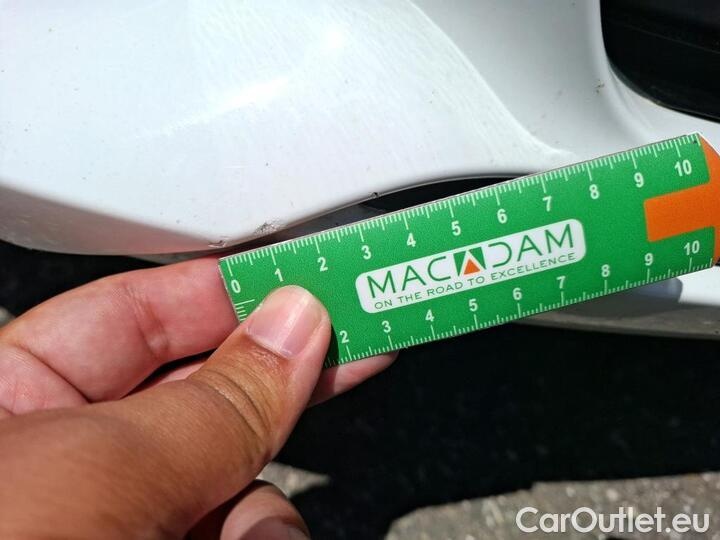 0 1 2 3 4 5 6 7 8 9 10
MACADAM
ON THE ROAD TO EXCELLENCE
2 3 4 5 6 7 8 9 10
CarOutlet.eu